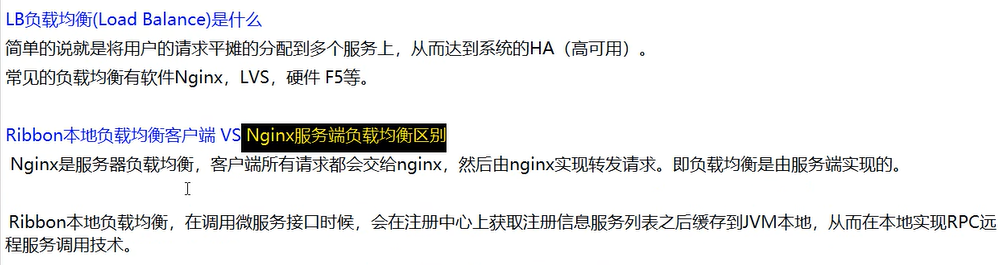 LB负载均衡(Load Balance)是什么
简单的说就是将用户的请求平摊的分配到多个服务上，从而达到系统的HA（高可用）。
常见的负载均衡有软件Nginx，LVS，硬件 F5等。
Ribbon本地负载均衡客户端 VS Nginx服务端负载均衡区别
Nginx是服务器负载均衡，客户端所有请求都会交给nginx，然后由nginx实现转发请求。即负载均衡是由服务端实现的。
Ribbon本地负载均衡，在调用微服务接口时候，会在注册中心上获取注册信息服务列表之后缓存到JVM本地，从而在本地实现RPC远
程服务调用技术。